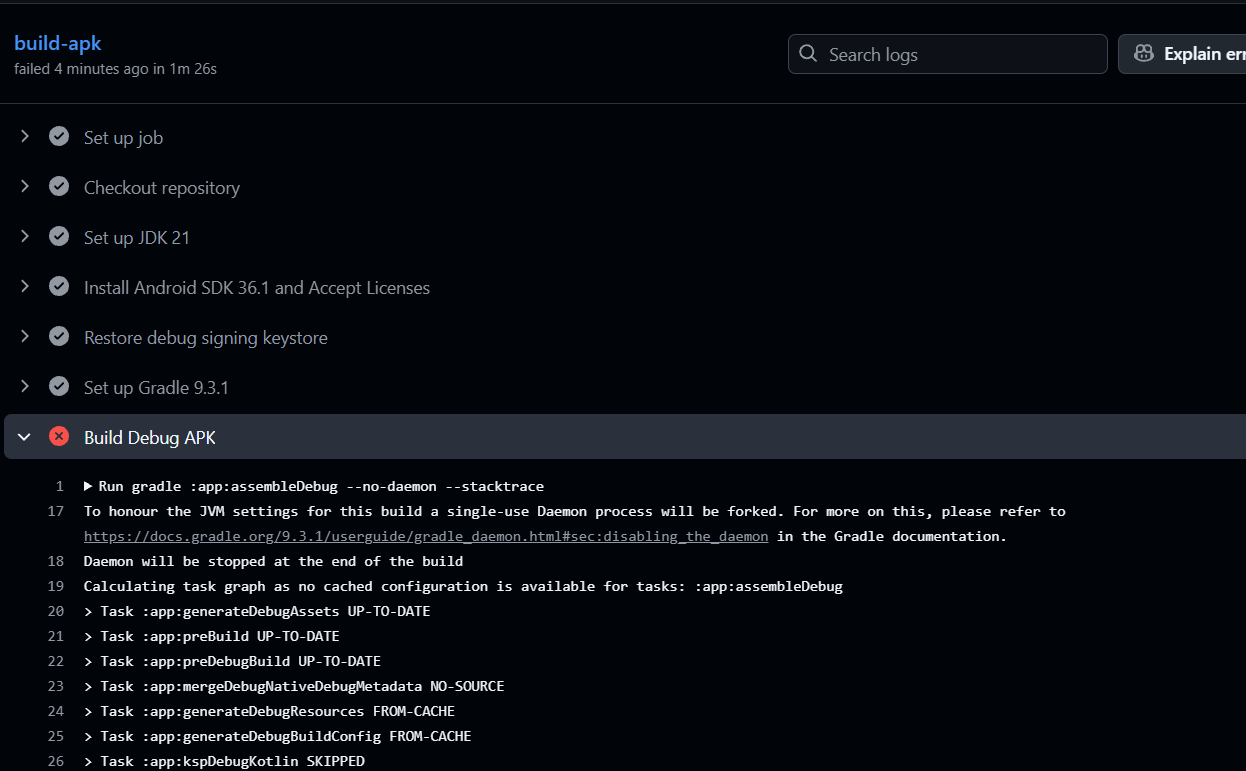 build-apk
failed 4 minutes ago in 1m 26s
Search logs
Explain
Set up job
Checkout repository
Set up JDK 21
Install Android SDK 36.1 and Accept Licenses
Restore debug signing keystore
Set up Gradle 9.3.1
Build Debug APK
1 Run gradle :app:assembleDebug --no-daemon --stacktrace
17 To honour the JVM settings for this build a single-use Daemon process will be forked. For more on this, please refer to
https://docs.gradle.org/9.3.1/userguide/gradle_daemon.html#sec:disabling_the_daemon in the Gradle documentation.
18 Daemon will be stopped at the end of the build
19 Calculating task graph as no cached configuration is available for tasks: :app:assembleDebug
20 > Task :app:generateDebugAssets UP-TO-DATE
21 > Task :app:preBuild UP-TO-DATE
22 > Task :app:preDebugBuild UP-TO-DATE
23 > Task :app:mergeDebugNativeDebugMetadata NO-SOURCE
24 > Task :app:generateDebugResources FROM-CACHE
25 > Task :app:generateDebugBuildConfig FROM-CACHE
26 > Task :app:kspDebugKotlin SKIPPED